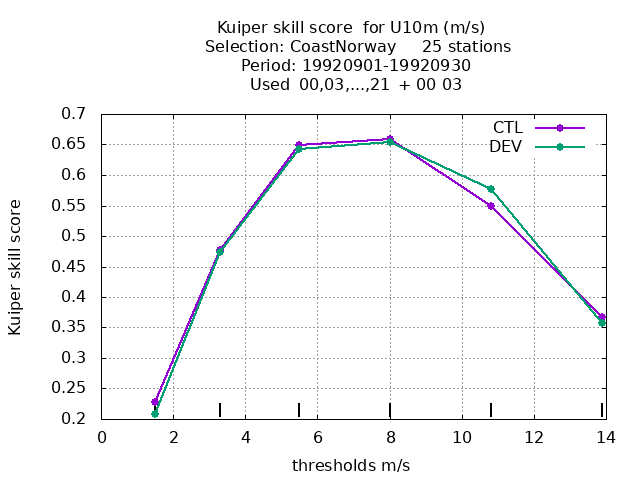 Kuiper skill score  for U10m (m/s)
Selection: CoastNorway     25 stations
Period: 19920901-19920930
Used  00,03,...,21  + 00 03
0.7
0.65
0.6
0.55
0.5
0.45
0.4
0.35
0.3
0.25
0.2
Kuiper skill score
CTL
DEV
0 2 4 6 8 10 12 14
thresholds m/s